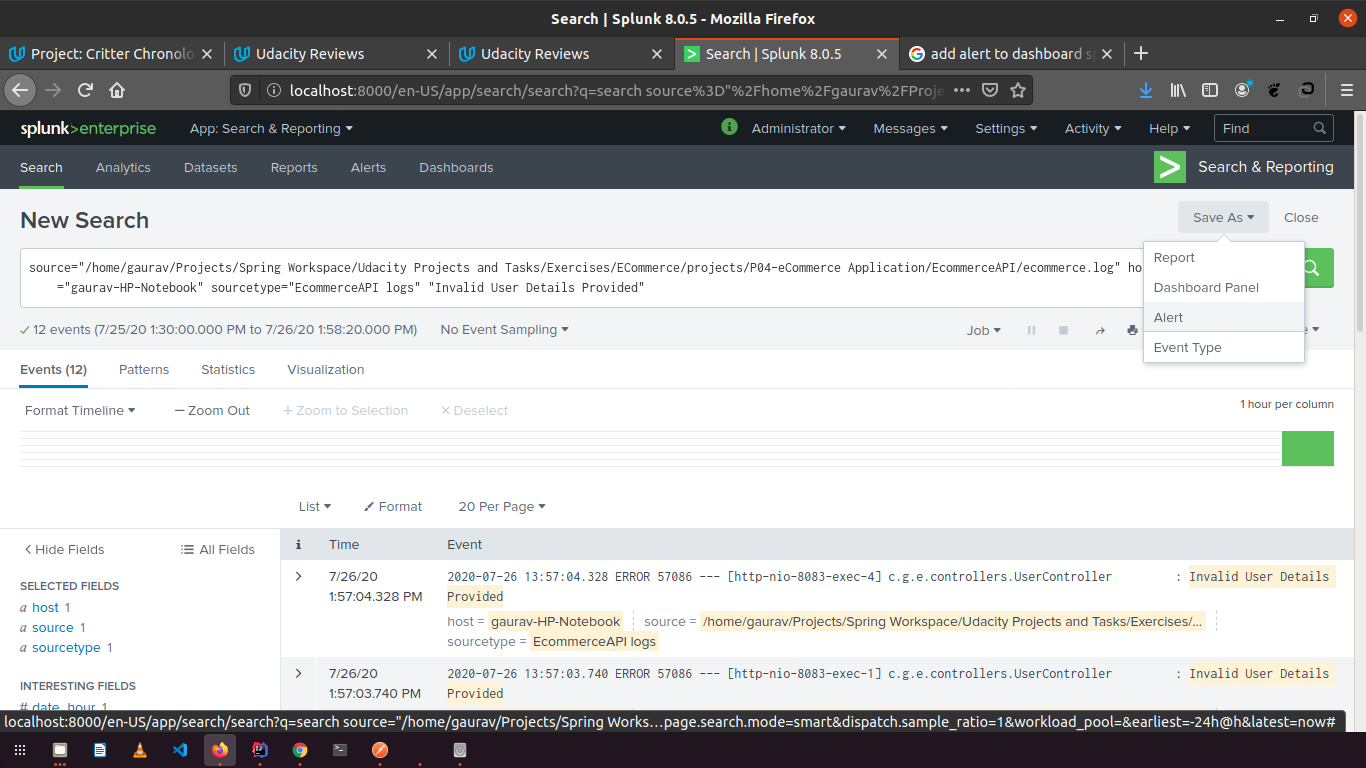 Search | Splunk 8.0.5 - Mozilla Firefox
Project: Critter Chronolo
Udacity Reviews
Udacity Reviews
Search | Splunk 8.0.5
add alert to dashboard s
localhost:8000/en-US/app/search/search?q=search source%3D"%2Fhome%2Fgaurav%2FProje
splunk>enterprise
App: Search & Reporting
Administrator
Messages
Settings
Activity
Help
Find
Search
Analytics
Datasets
Reports
Alerts
Dashboards
Search & Reporting
New Search
Save As
Close
source="/home/gaurav/Projects/Spring Workspace/Udacity Projects and Tasks/Exercises/ECommerce/projects/P04-eCommerce Application/EcommerceAPI/ecommerce.log" ho
="gaurav-HP-Notebook" sourcetype="EcommerceAPI logs" "Invalid User Details Provided"
Report
Dashboard Panel
Alert
Event Type
12 events (7/25/20 1:30:00.000 PM to 7/26/20 1:58:20.000 PM)
No Event Sampling
Job
Events (12)
Patterns
Statistics
Visualization
Format Timeline
— Zoom Out
+ Zoom to Selection
× Deselect
1 hour per column
List
Format
20 Per Page
Hide Fields
All Fields
i
Time
Event
SELECTED FIELDS
a host 1
a source 1
a sourcetype 1
INTERESTING FIELDS
# date_hour 1
7/26/20
1:57:04.328 PM
2020-07-26 13:57:04.328 ERROR 57086 --- [http-nio-8083-exec-4] c.g.e.controllers.UserController : Invalid User Details
Provided
host = gaurav-HP-Notebook
source = /home/gaurav/Projects/Spring Workspace/Udacity Projects and Tasks/Exercises/...
sourcetype = EcommerceAPI logs
7/26/20
1:57:03.740 PM
2020-07-26 13:57:03.740 ERROR 57086 --- [http-nio-8083-exec-1] c.g.e.controllers.UserController : Invalid User Details
Provided
localhost:8000/en-US/app/search/search?q=search source="/home/gaurav/Projects/Spring Works…page.search.mode=smart&dispatch.sample_ratio=1&workload_pool=&earliest=-24h@h&latest=now#